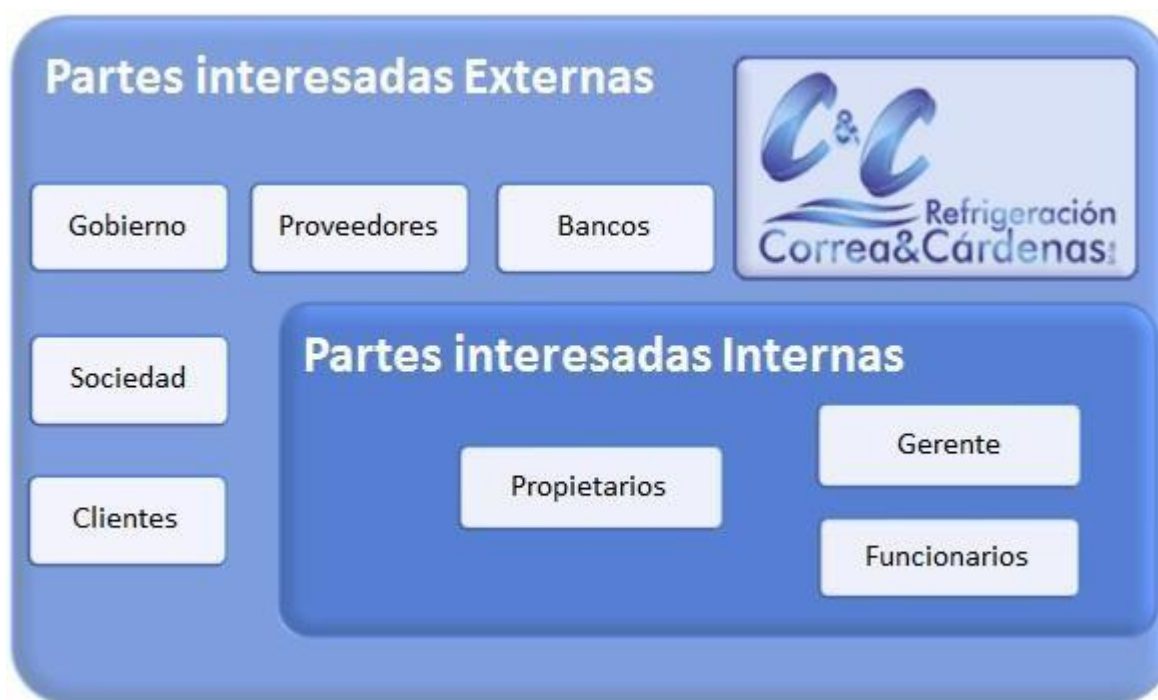 Partes interesadas Externas
C&C
Refrigeración
Correa&Cárdenas
Gobierno
Proveedores
Bancos
Sociedad
Clientes
Partes interesadas Internas
Propietarios
Gerente
Funcionarios